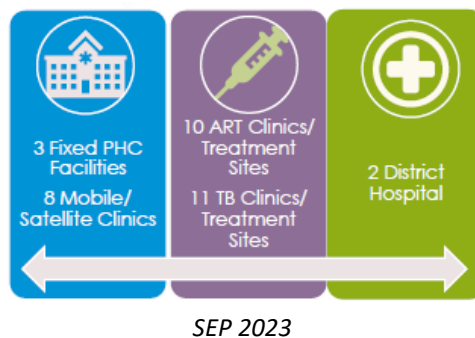 3 Fixed PHC
Facilities
8 Mobile/
Satellite Clinics
10 ART Clinics/
Treatment
Sites
11 TB Clinics/
Treatment
Sites
2 District
Hospital
SEP 2023